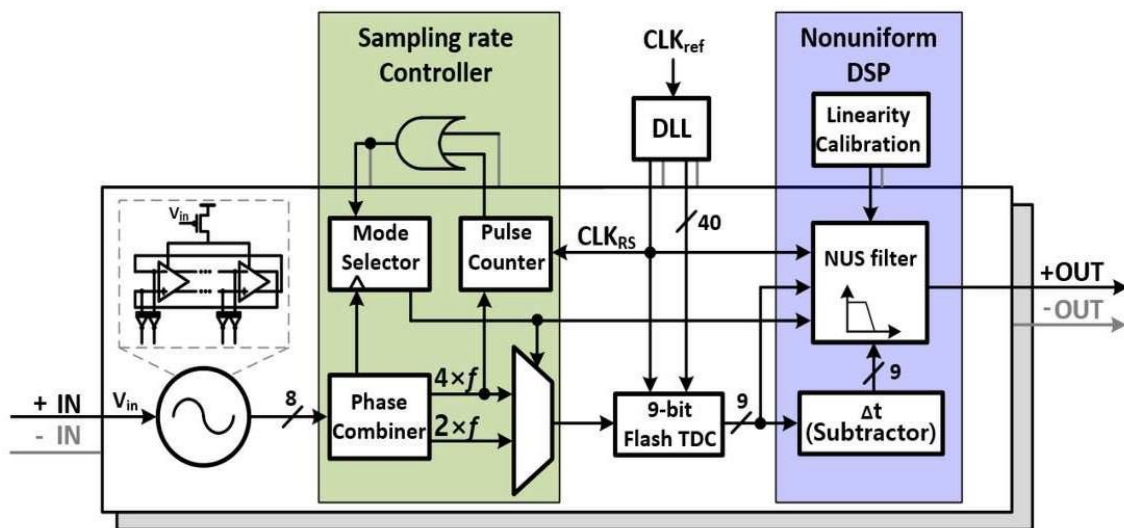 Sampling rate
Controller
CLKref
Nonuniform
DSP
DLL
Linearity
Calibration
Vin
Mode
Selector
Pulse
Counter
CLKRS
40
NUS filter
+OUT
-OUT
+ IN
- IN
Vin
8
Phase
Combiner
4×f
2×f
9-bit
Flash TDC
9
9
Δt
(Subtractor)